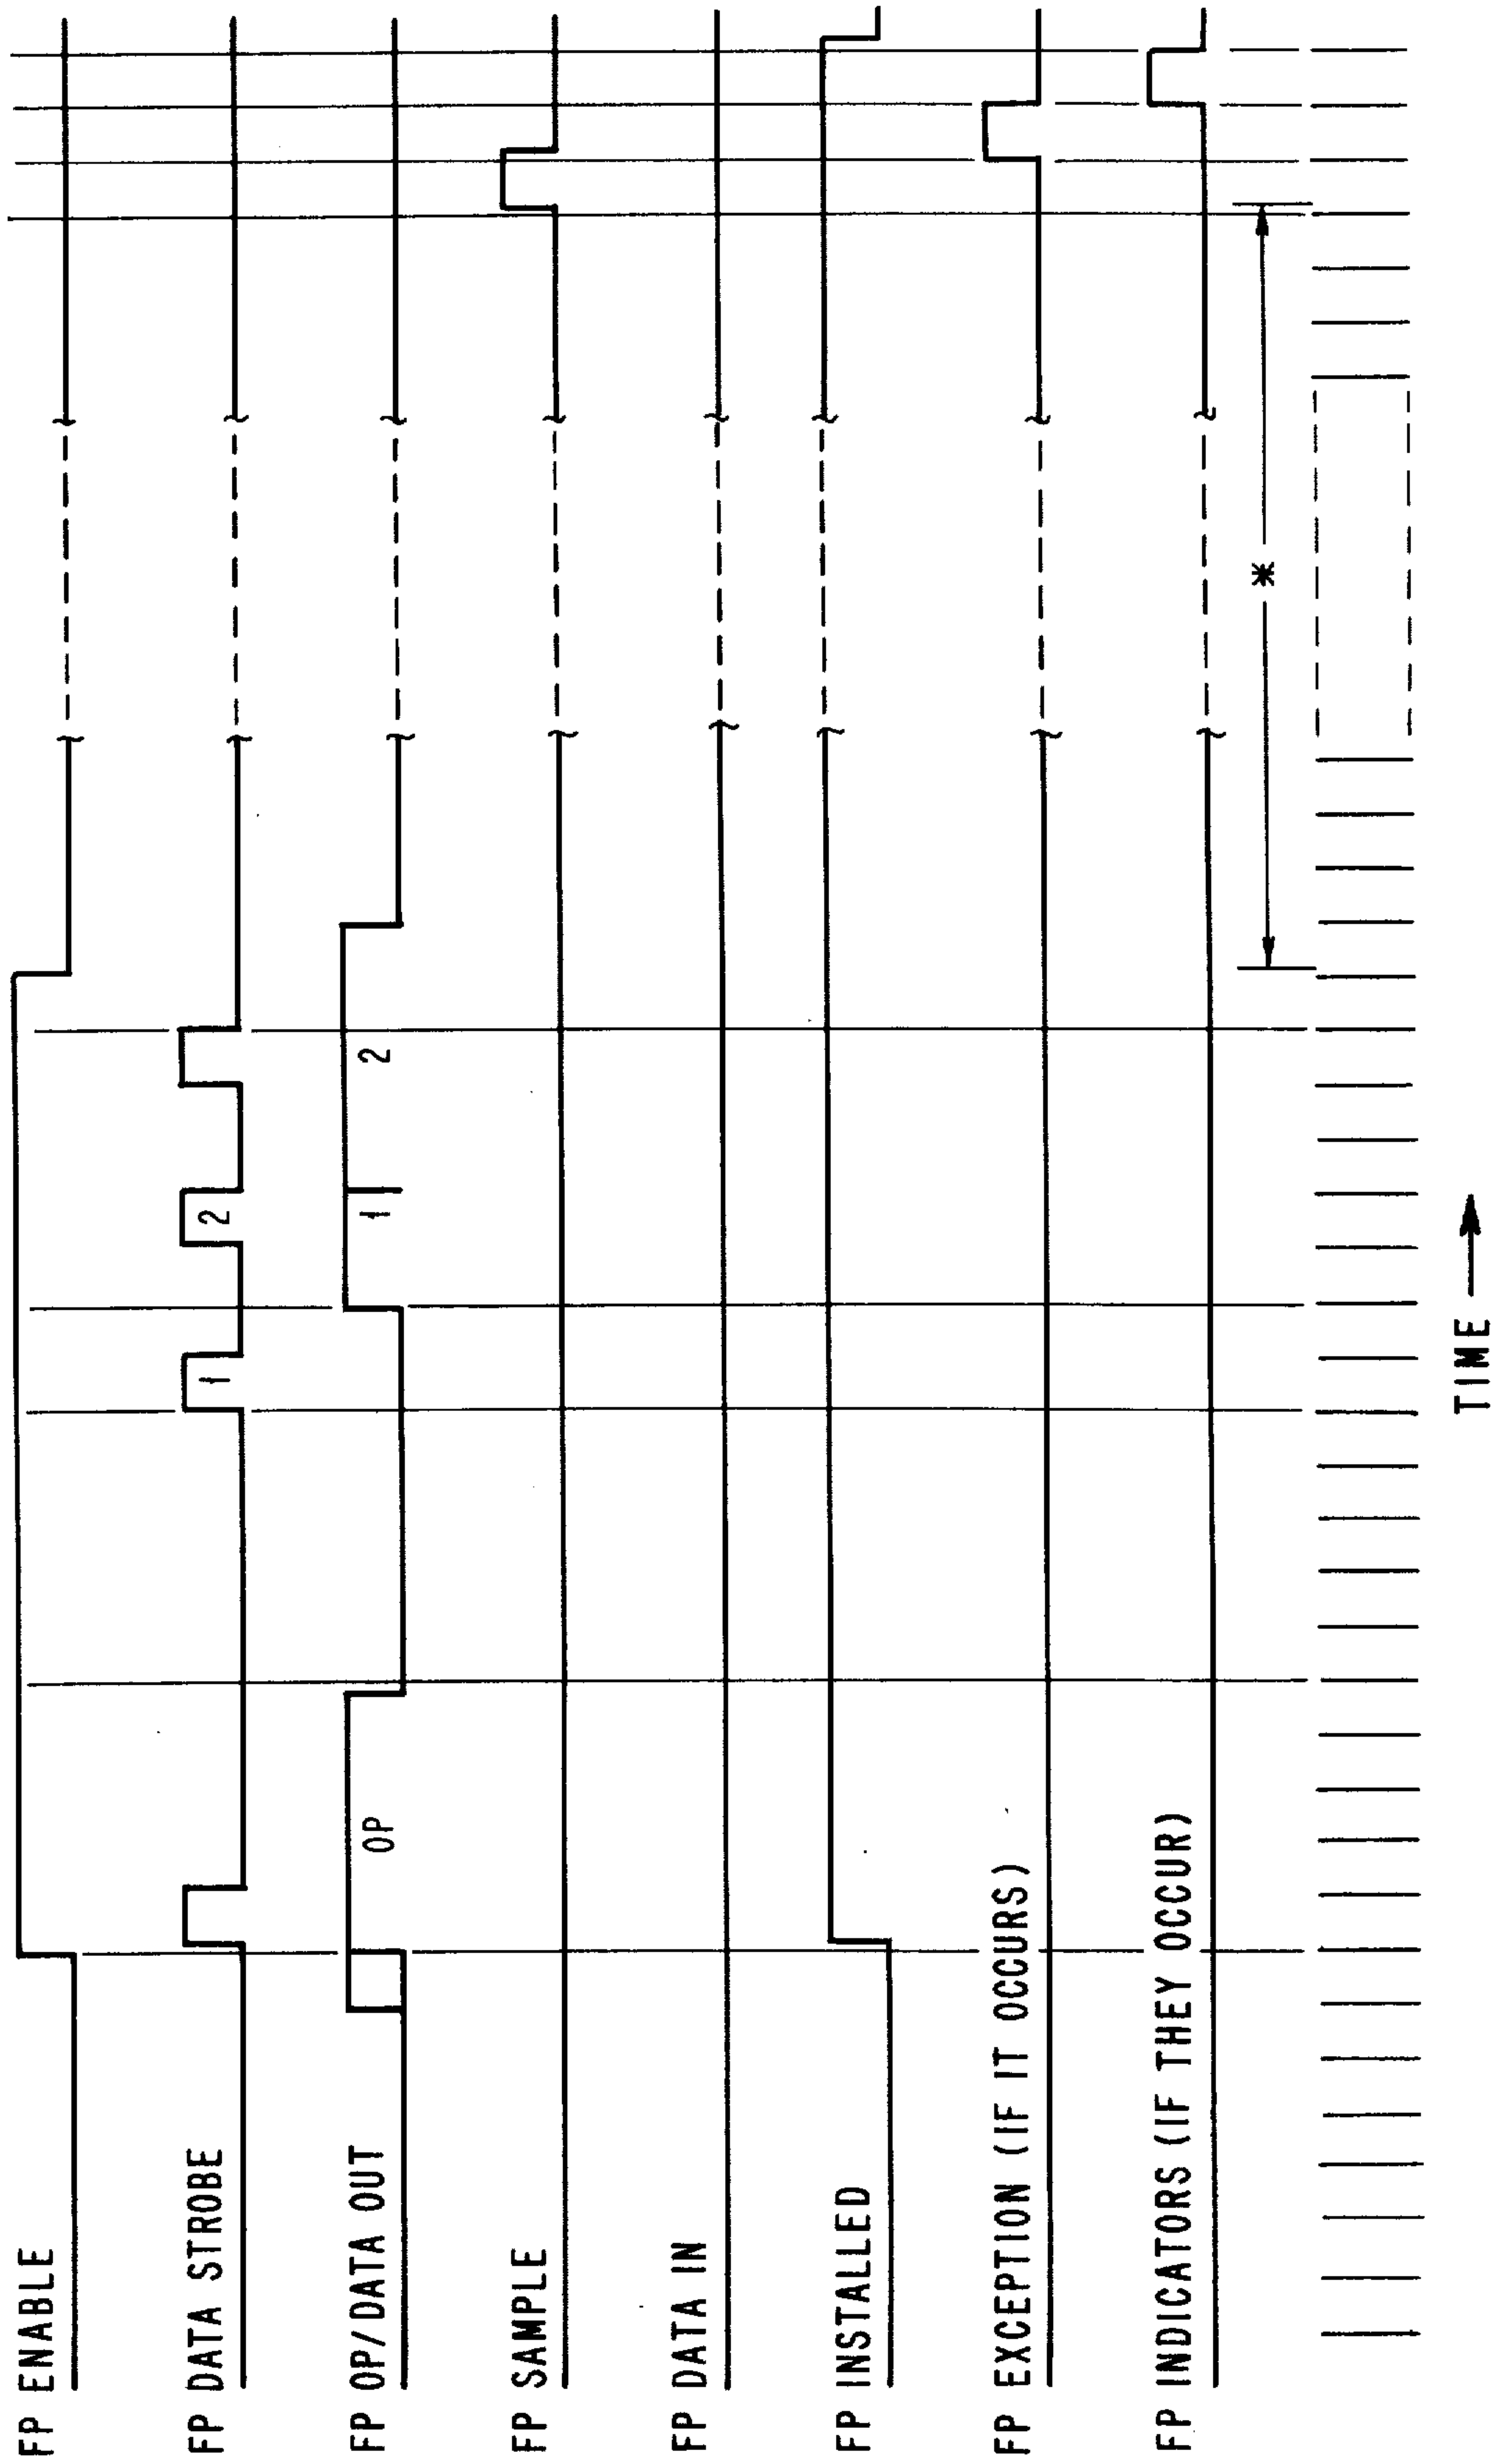 FP ENABLE
FP DATA STROBE
1
2
FP OP/DATA OUT
OP
1
2
FP SAMPLE
FP DATA IN
FP INSTALLED
FP EXCEPTION (IF IT OCCURS)
FP INDICATORS (IF THEY OCCUR)
*
TIME